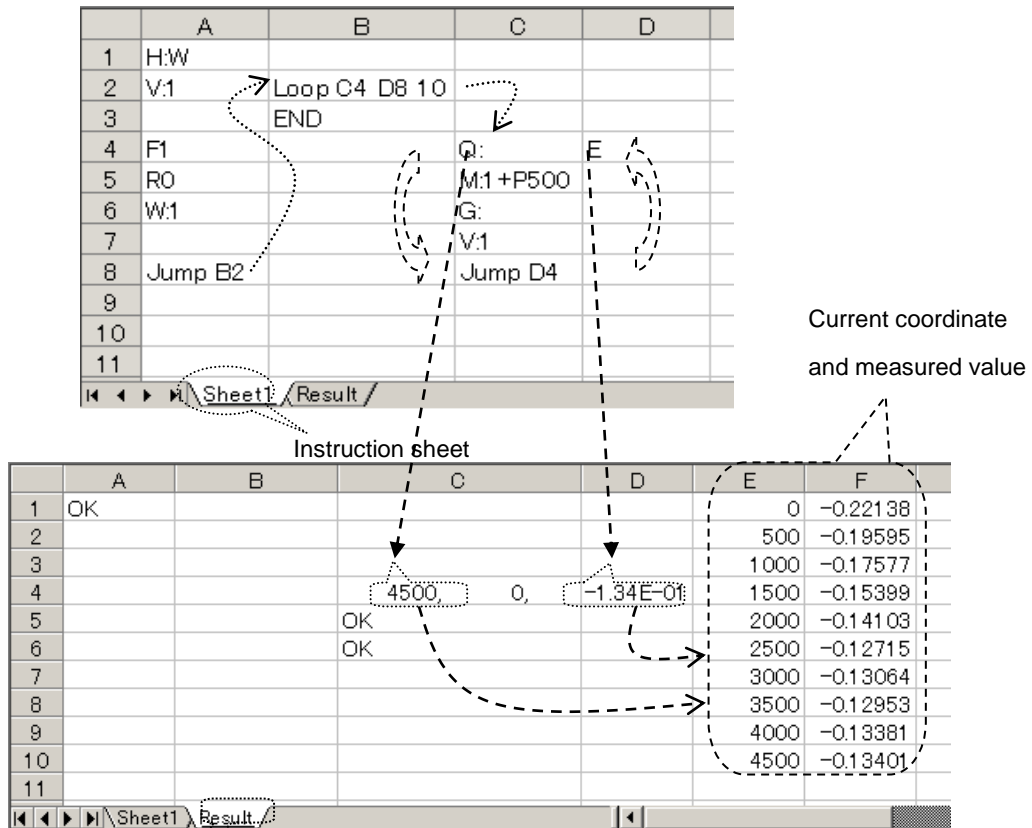 A B C D
1 H:W
2 V:1 Loop C4 D8 10
3 END
4 F1 Q: E
5 R0 M:1+P500
6 W:1 G:
7 V:1
8 Jump B2 Jump D4
9
10
11
Sheet1 Result
Instruction sheet
Current coordinate
and measured value
A B C D E F
1 OK 0 -0.22138
2 500 -0.19595
3 1000 -0.17577
4 4500, 0, -1.34E-01 1500 -0.15399
5 OK 2000 -0.14103
6 OK 2500 -0.12715
7 3000 -0.13064
8 3500 -0.12953
9 4000 -0.13381
10 4500 -0.13401
11
Sheet1 Result